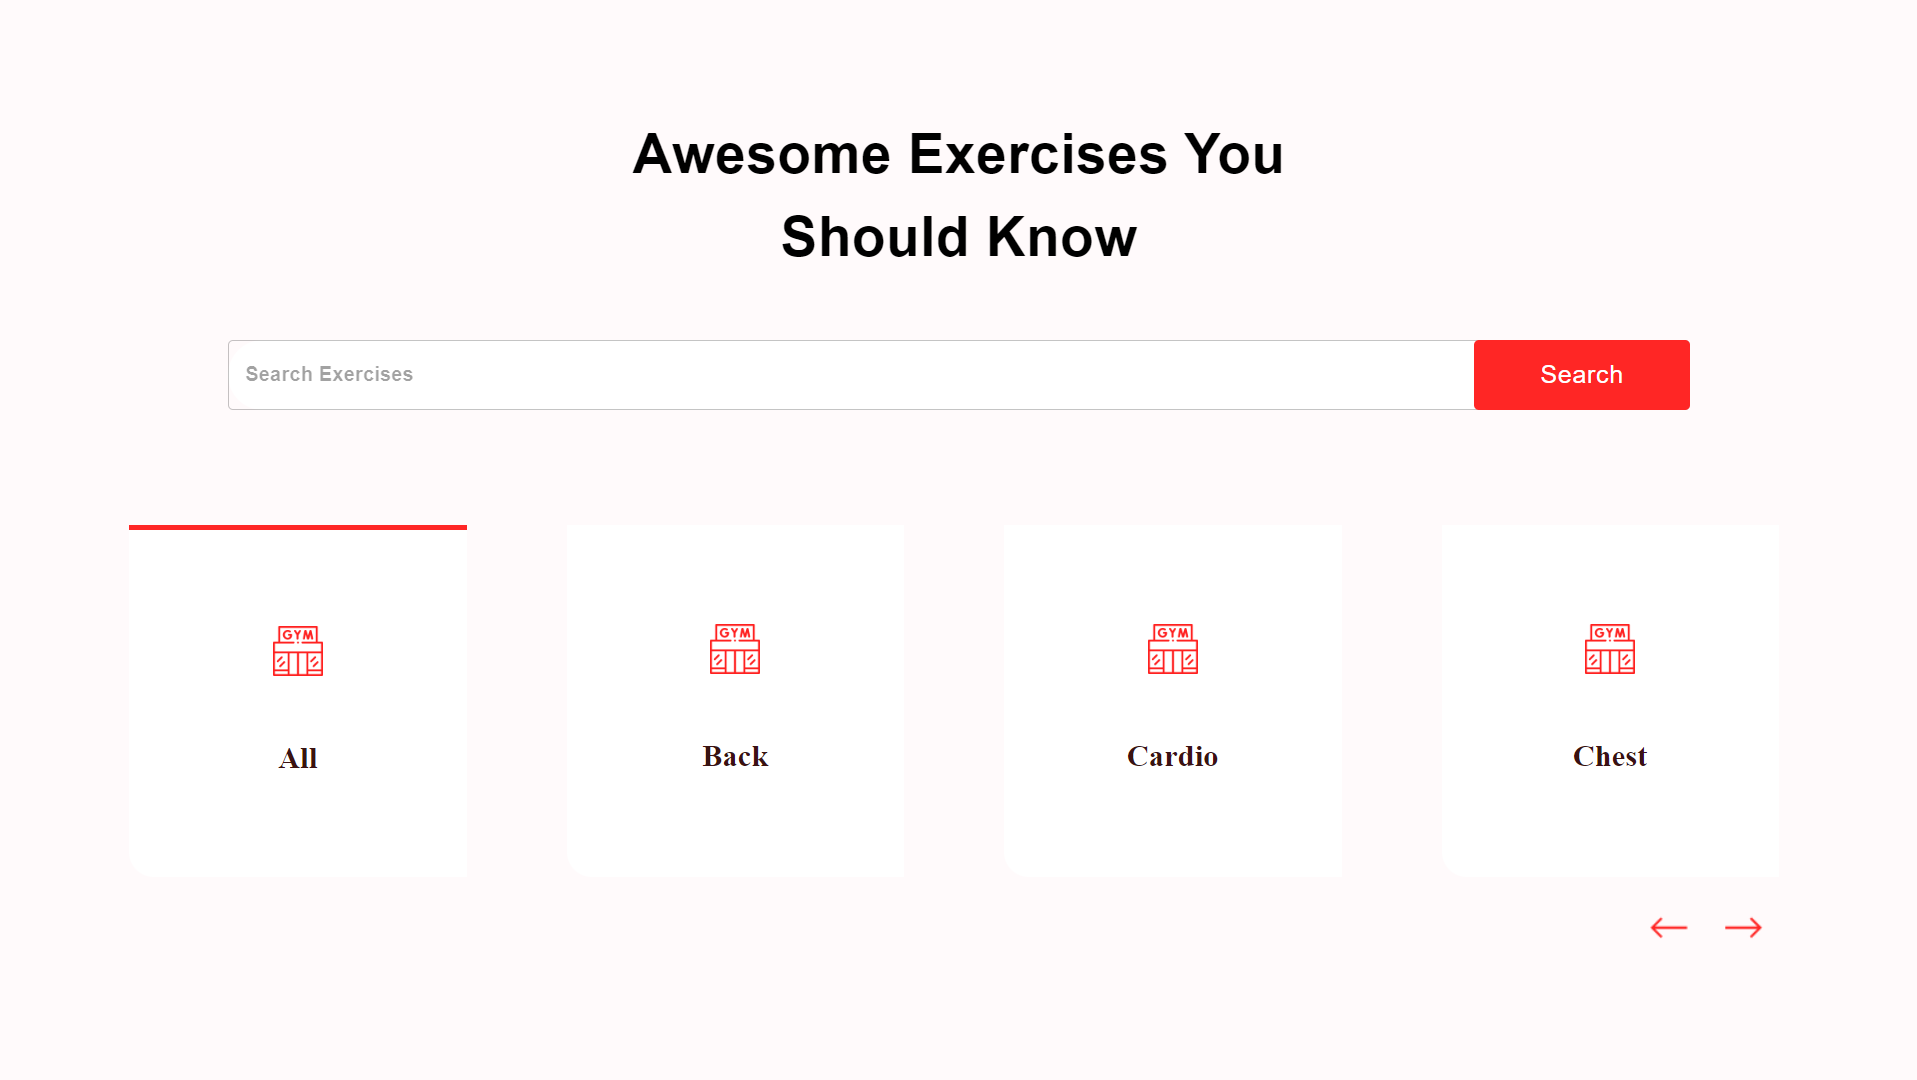 Awesome Exercises You
Should Know
Search Exercises
Search
GYM
GYM
GYM
GYM
All
Back
Cardio
Chest